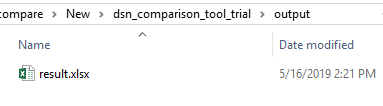 compare > New > dsn_comparison_tool_trial > output
Name Date modified
result.xlsx 5/16/2019 2:21 PM